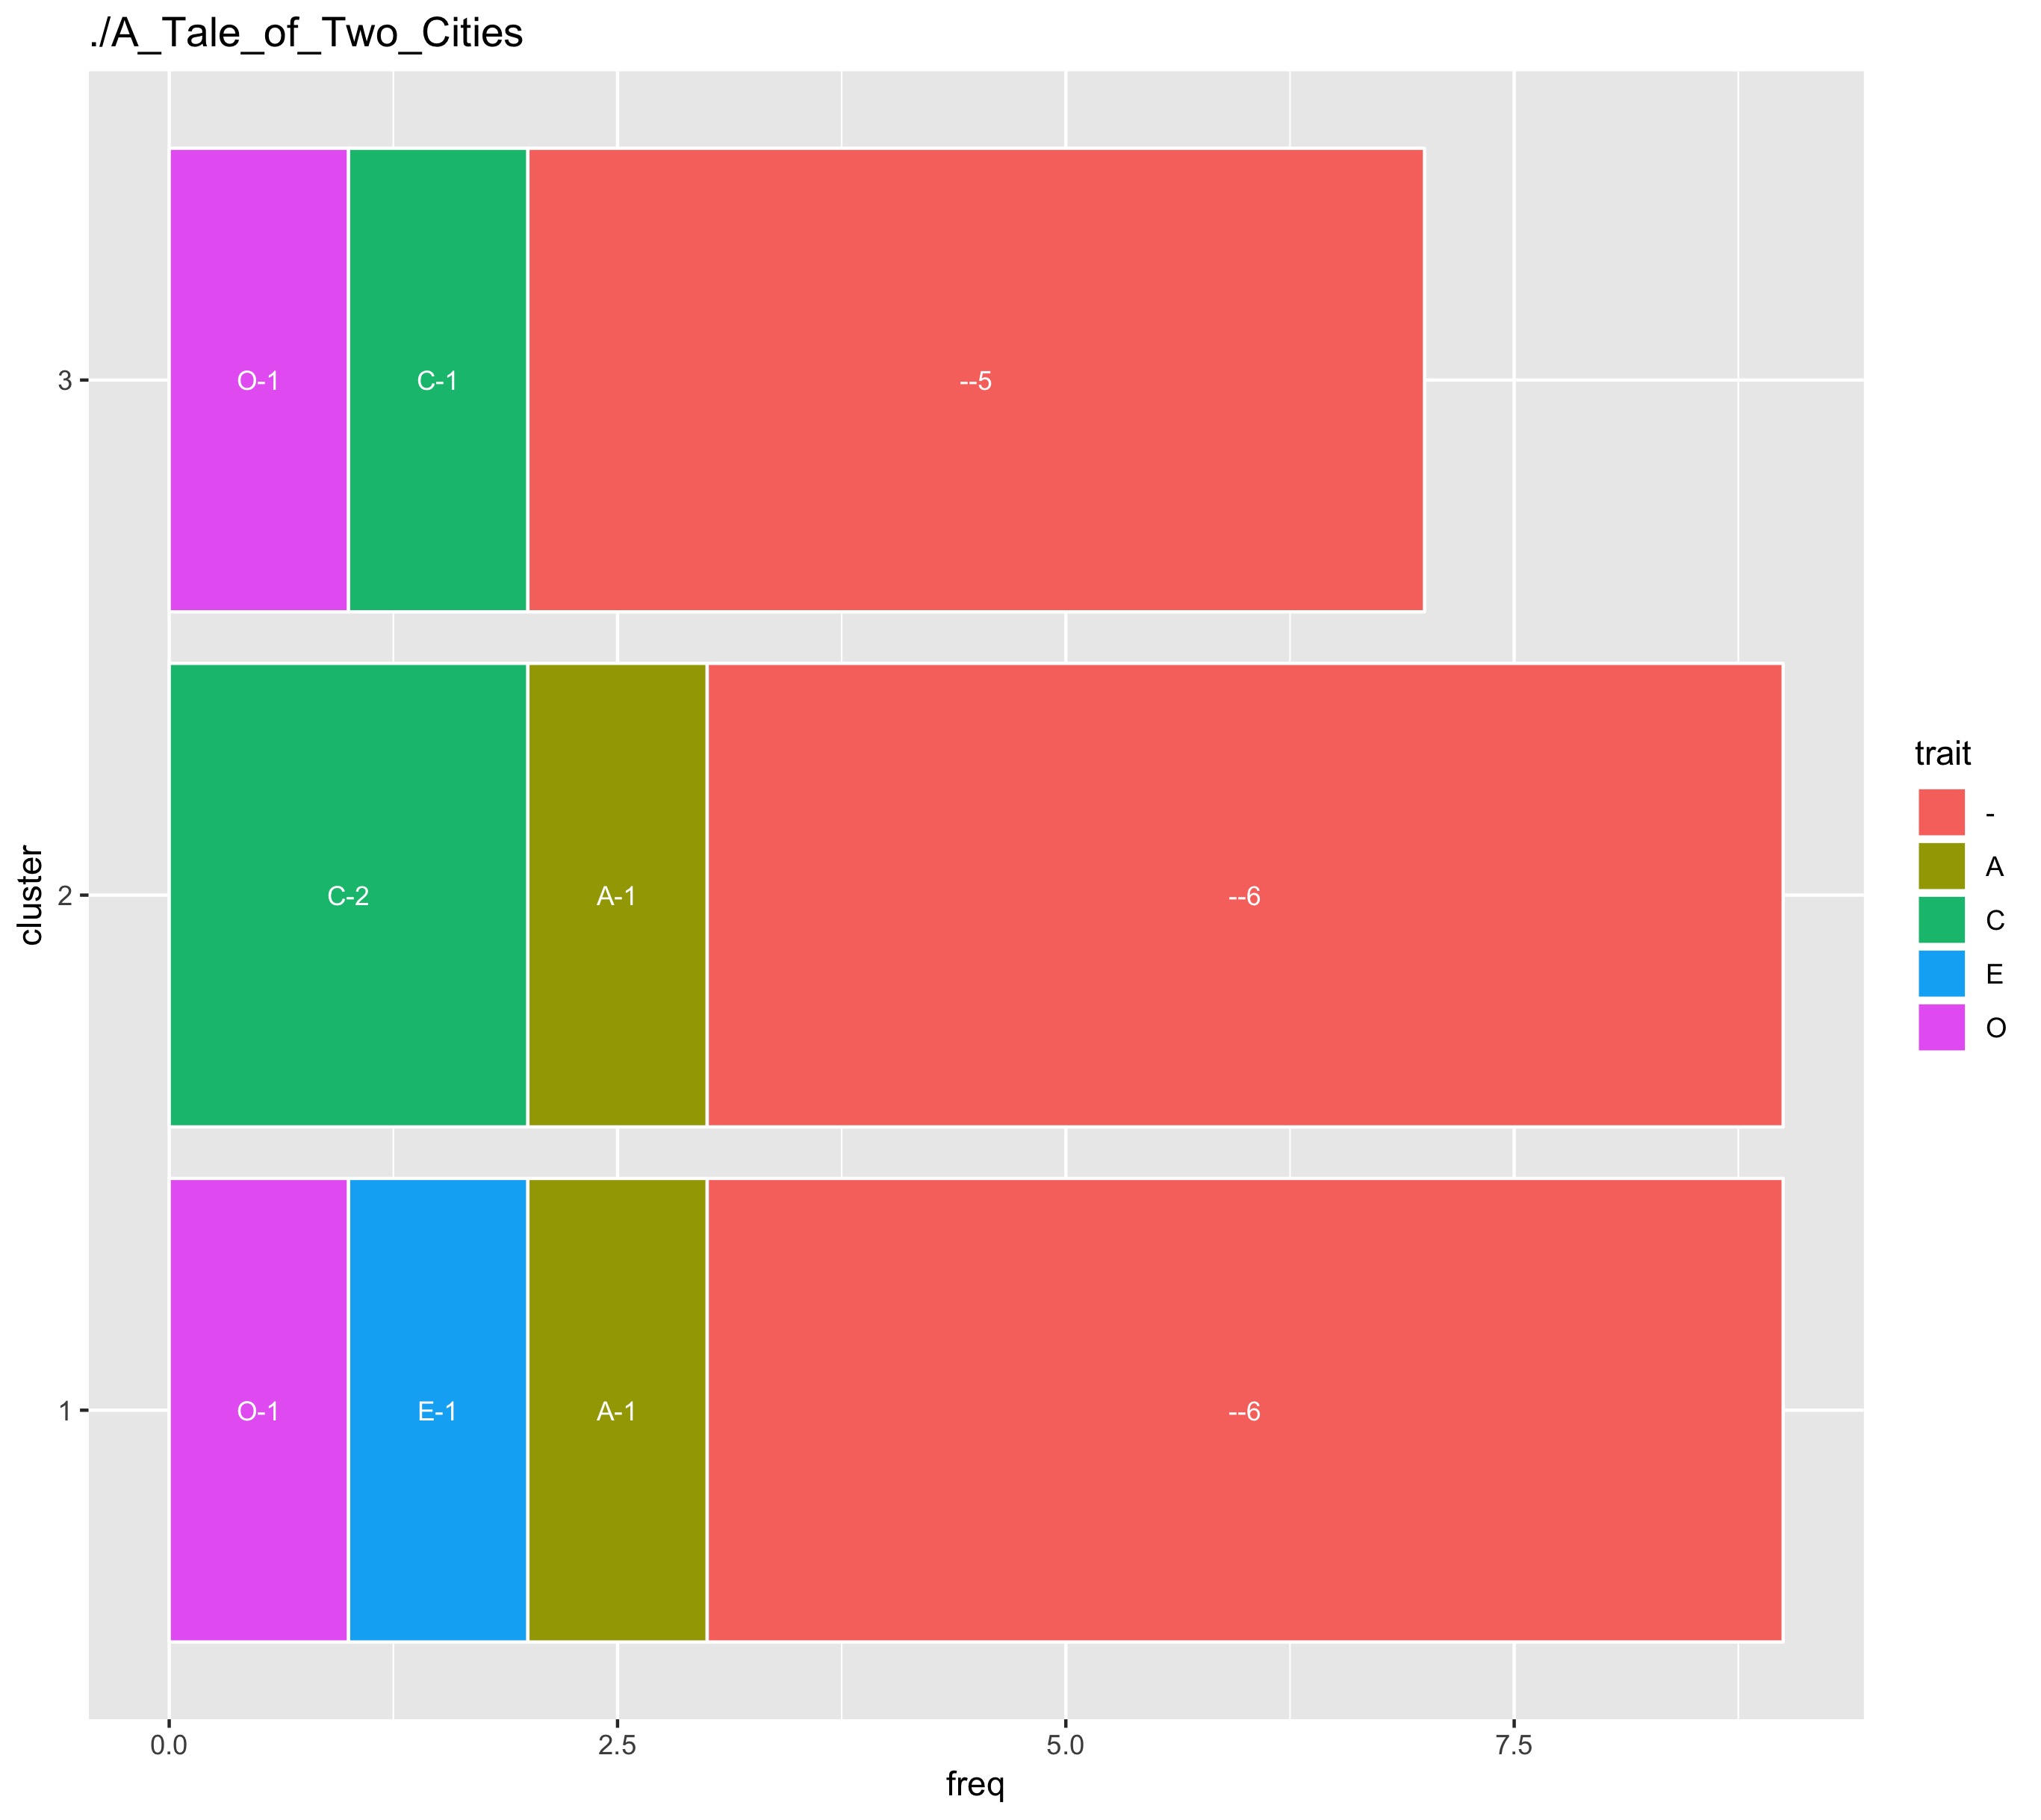 ./A_Tale_of_Two_Cities
3
O-1 C-1 --5
2
C-2 A-1 --6
1
O-1 E-1 A-1 --6
0.0 2.5 5.0 7.5
freq
cluster
trait
-
A
C
E
O